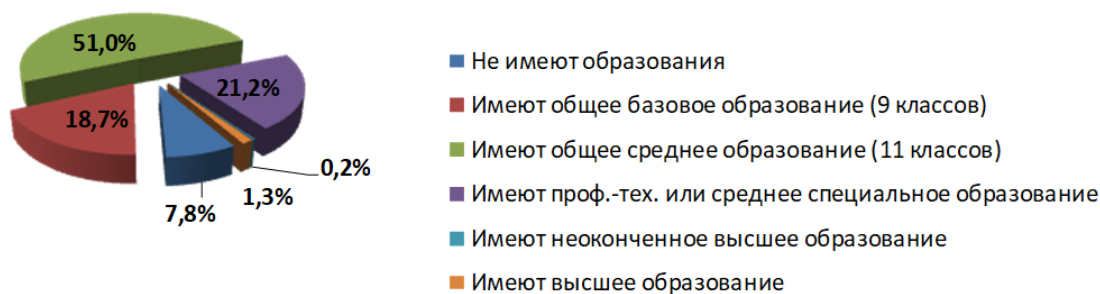 51,0%
21,2%
18,7%
0,2%
1,3%
7,8%
Не имеют образования
Имеют общее базовое образование (9 классов)
Имеют общее среднее образование (11 классов)
Имеют проф.-тех. или среднее специальное образование
Имеют неоконченное высшее образование
Имеют высшее образование